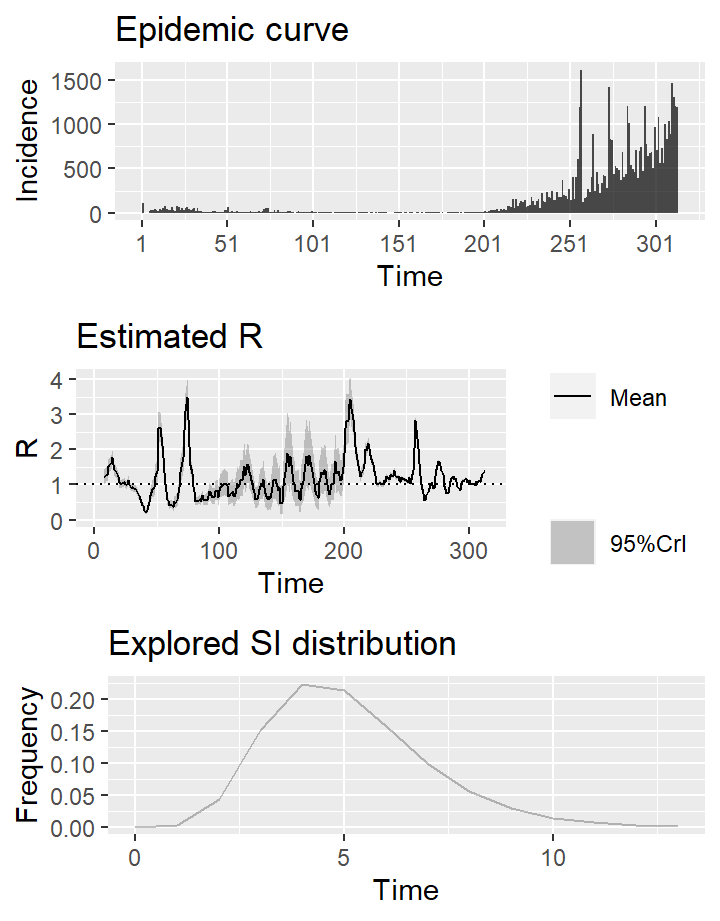 Epidemic curve
Incidence
1500
1000
500
0
1 51 101 151 201 251 301
Time
Estimated R
R
4
3
2
1
0
0 100 200 300
Time
Mean
95%CrI
Explored SI distribution
Frequency
0.20
0.15
0.10
0.05
0.00
0 5 10
Time